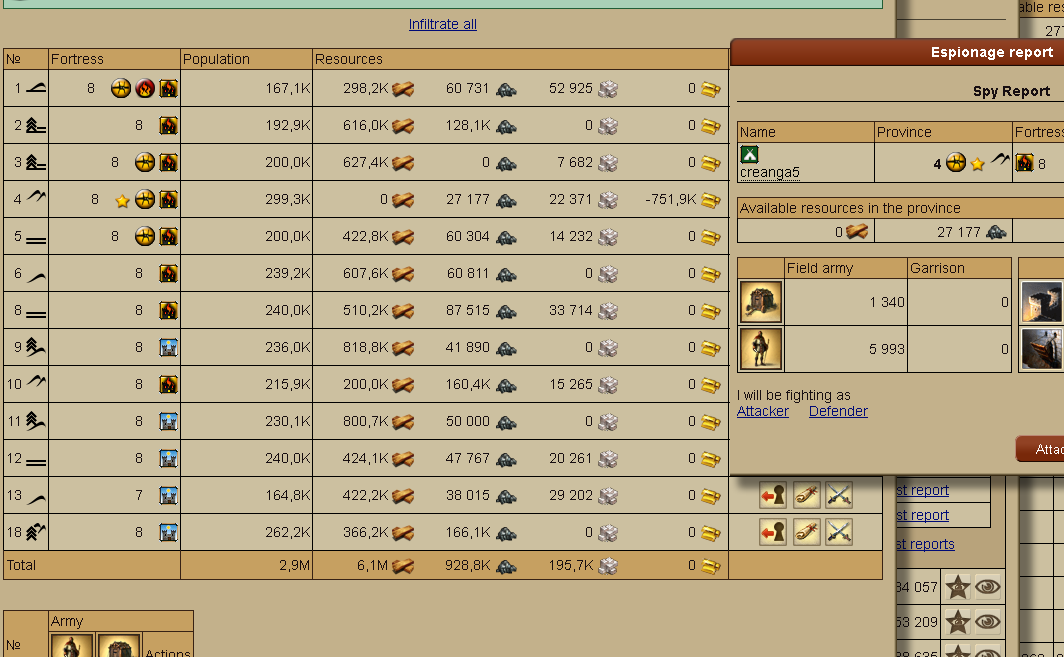 Infiltrate all
№ Fortress Population Resources
1 8 167,1K 298,2K 60 731 52 925 0
2 8 192,9K 616,0K 128,1K 0 0
3 8 200,0K 627,4K 0 7 682 0
4 8 299,3K 0 27 177 22 371 -751,9K
5 8 200,0K 422,8K 60 304 14 232 0
6 8 239,2K 607,6K 60 811 0 0
8 8 240,0K 510,2K 87 515 33 714 0
9 8 236,0K 818,8K 41 890 0 0
10 8 215,9K 200,0K 160,4K 15 265 0
11 8 230,1K 800,7K 50 000 0 0
12 8 240,0K 424,1K 47 767 20 261 0
13 7 164,8K 422,2K 38 015 29 202 0
18 8 262,2K 366,2K 166,1K 0 0
Total 2,9M 6,1M 928,8K 195,7K 0
Army
№
Actions
able res
277
Espionage report
Spy Report
Name Province Fortress
creanga5 4 8
Available resources in the province
0 27 177
Field army Garrison
1 340 0
5 993 0
I will be fighting as
Attacker Defender
Attac
st report
st report
st reports
34 057
53 209